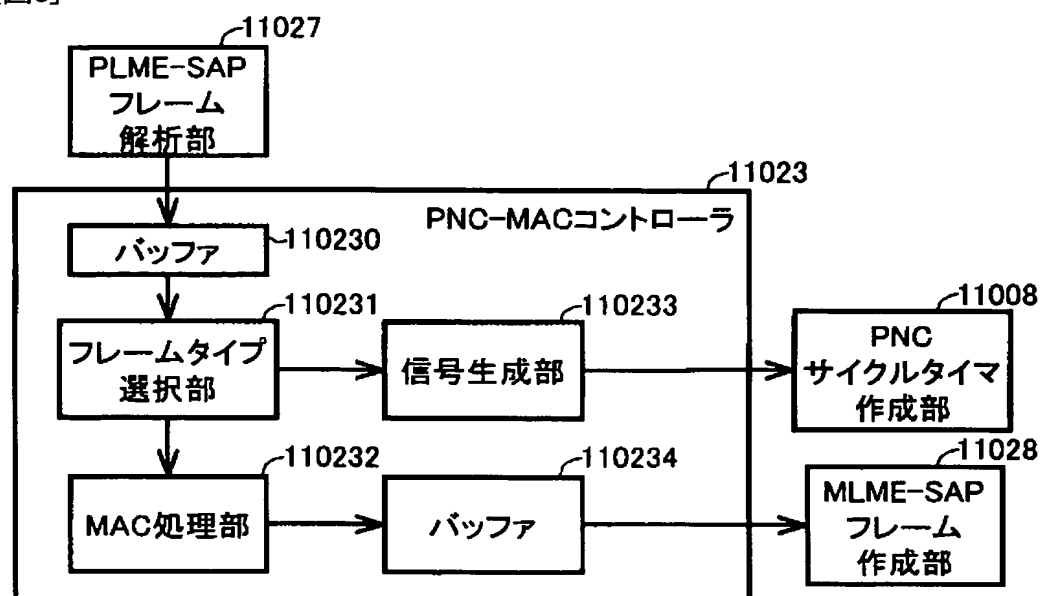 11027
PLME-SAP
フレーム
解析部
11023
PNC-MACコントローラ
バッファ
110230
110231
フレームタイプ
選択部
110233
信号生成部
11008
PNC
サイクルタイマ
作成部
110232
MAC処理部
110234
バッファ
11028
MLME-SAP
フレーム
作成部